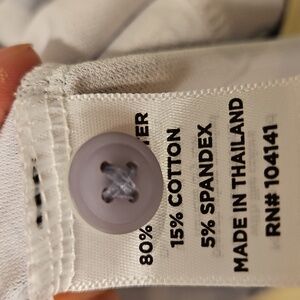 80%
15% COTTON
5% SPANDEX
MADE IN THAILAND
RN# 104141